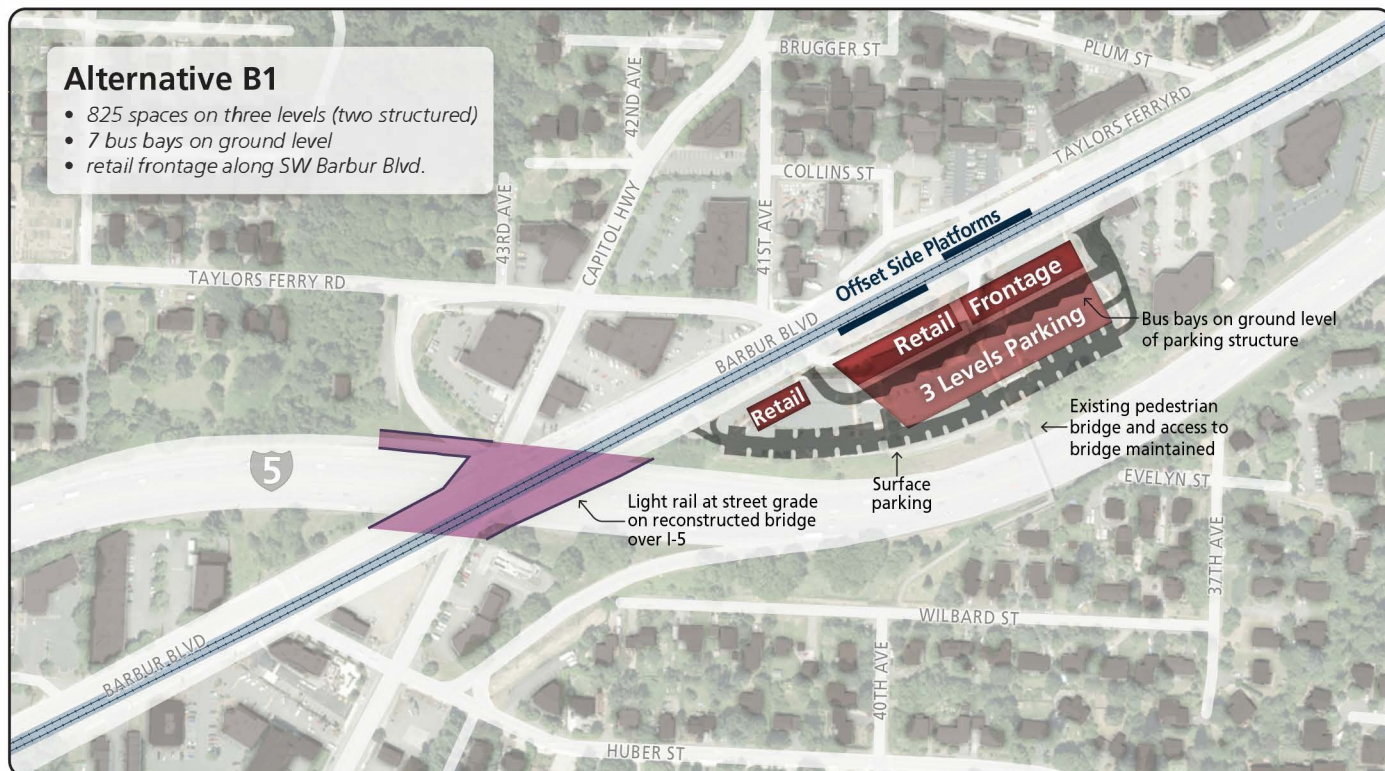 Alternative B1
• 825 spaces on three levels (two structured)
• 7 bus bays on ground level
• retail frontage along SW Barbur Blvd.
BRUGGER ST
PLUM ST
42ND AVE
TAYLORS FERRY RD
COLLINS ST
43RD AVE
CAPITOL HWY
41ST AVE
TAYLORS FERRY RD
Offset Side Platforms
BARBUR BLVD
Retail Frontage
3 Levels Parking
Retail
Bus bays on ground level
of parking structure
Existing pedestrian
bridge and access to
bridge maintained
5
Surface
parking
EVELYN ST
Light rail at street grade
on reconstructed bridge
over I-5
37TH AVE
WILBARD ST
40TH AVE
BARBUR BLVD
HUBER ST